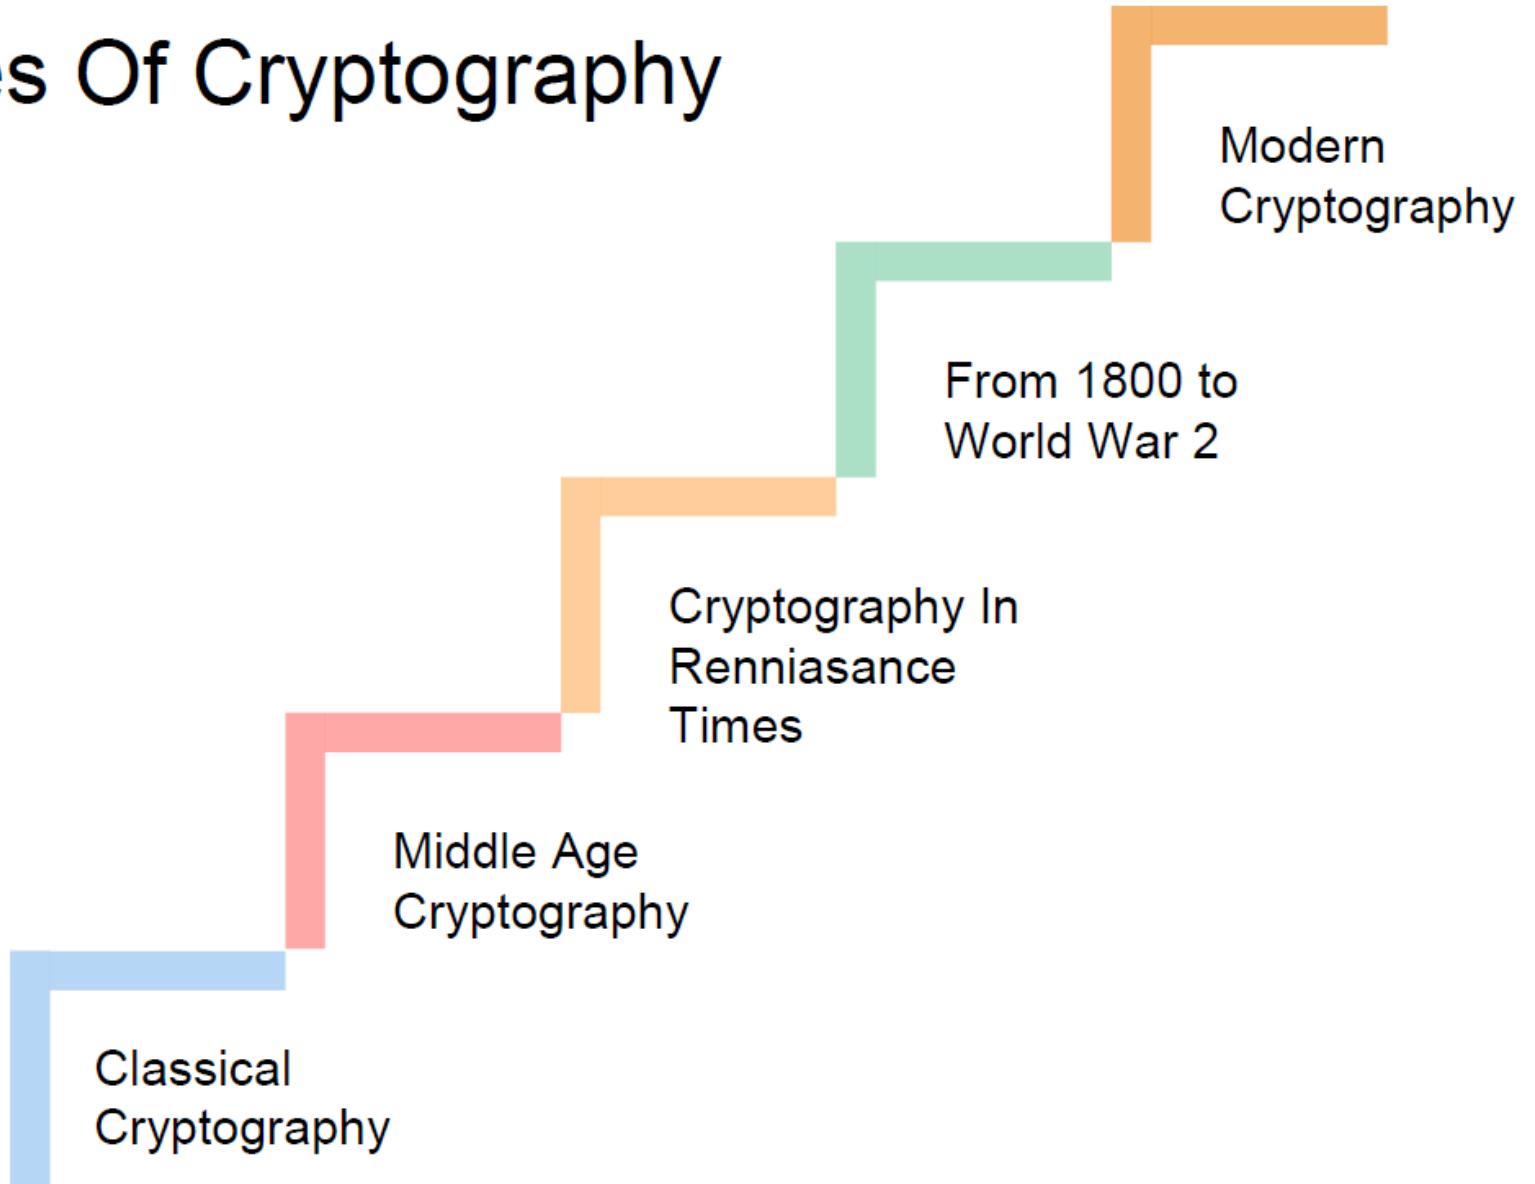 es Of Cryptography
Modern
Cryptography
From 1800 to
World War 2
Cryptography In
Renniasance
Times
Middle Age
Cryptography
Classical
Cryptography